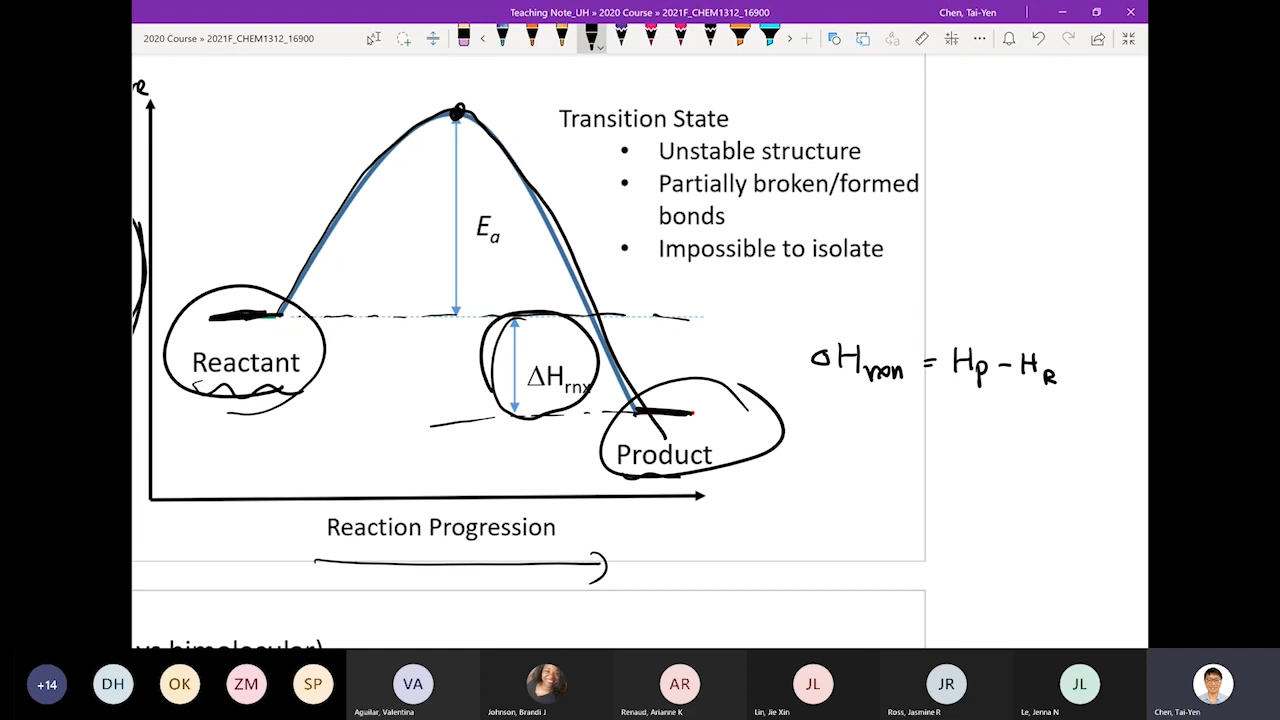 Teaching Note_UH » 2020 Course » 2021F_CHEM1312_16900
Chen, Tai-Yen
2020 Course » 2021F_CHEM1312_16900
Transition State
• Unstable structure
• Partially broken/formed
bonds
• Impossible to isolate
Ea
Reactant
ΔHrnx
ΔHrxn = HP - HR
Product
Reaction Progression
+14
DH
OK
ZM
SP
VA
AR
JL
JR
JL
Aguilar, Valentina
Johnson, Brandi J
Renaud, Arianne K
Lin, Jie Xin
Ross, Jasmine R
Le, Jenna N
Chen, Tai-Yen